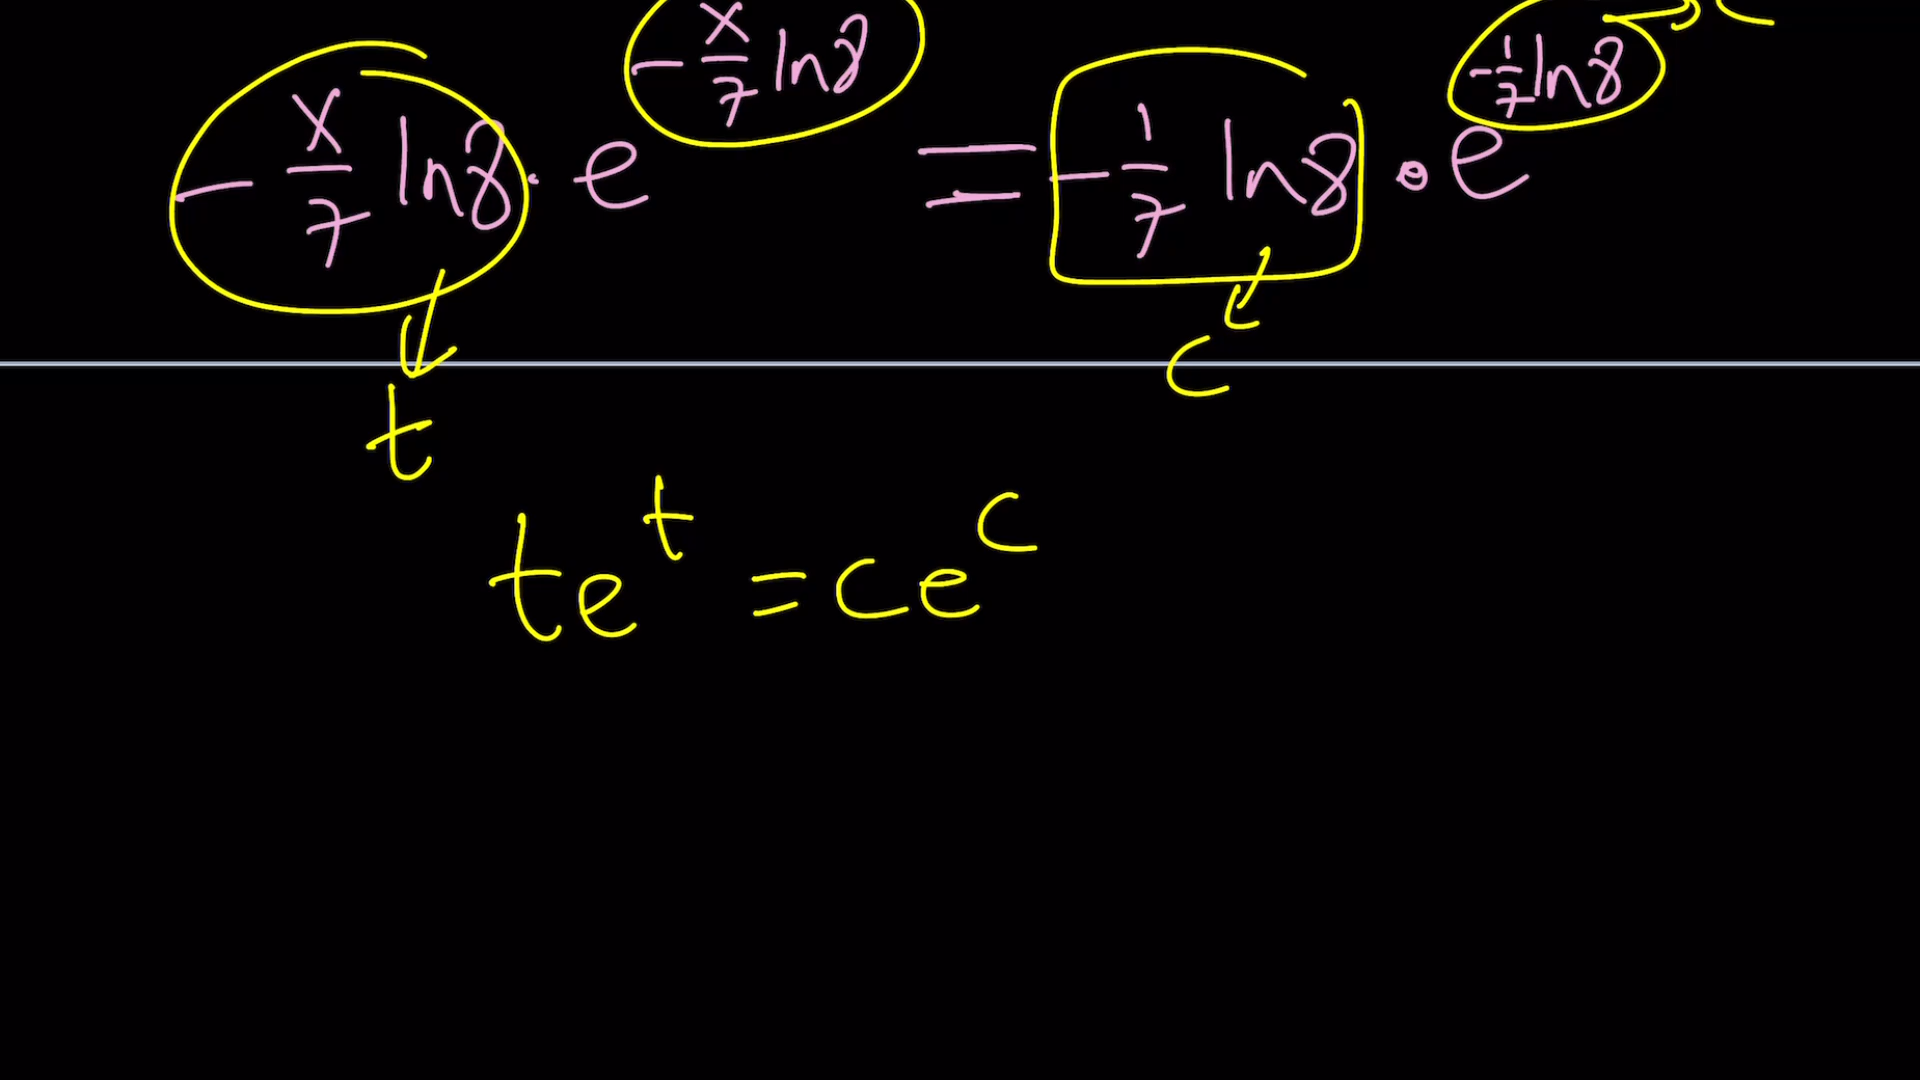 -x/7 ln8 · e^(-x/7 ln8) = -1/7 ln8 · e^(-1/7 ln8) → c
t c
te^t = ce^c